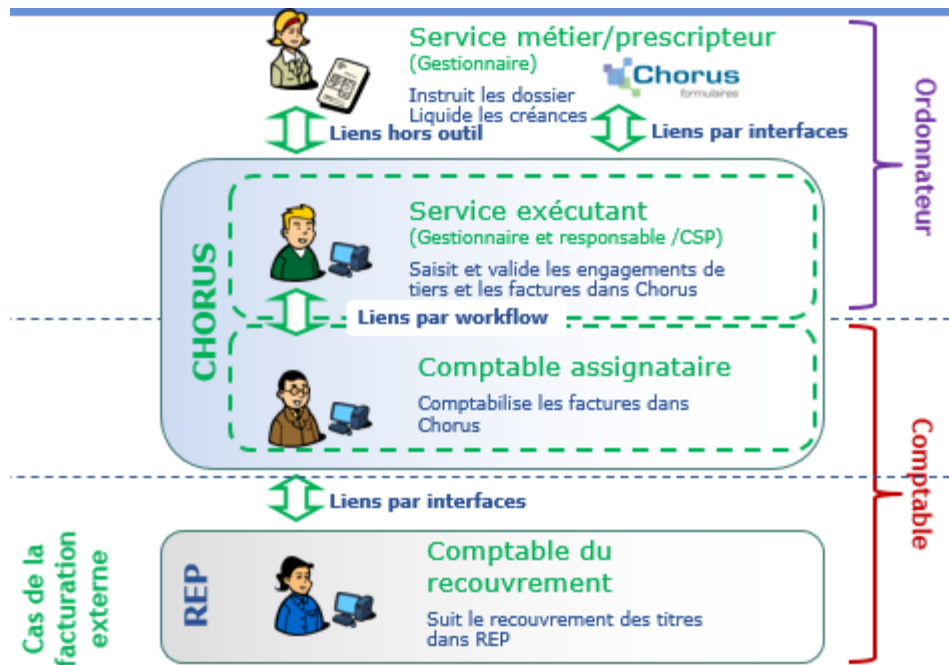 Service métier/prescripteur
(Gestionnaire)
Chorus
formulaires
Instruit les dossier
Liquide les créances
Liens hors outil
Liens par interfaces
Ordonnateur
CHORUS
Service exécutant
(Gestionnaire et responsable /CSP)
Saisit et valide les engagements de
tiers et les factures dans Chorus
Liens par workflow
Comptable assignataire
Comptabilise les factures dans
Chorus
Comptable
Liens par interfaces
Cas de la
facturation
externe
REP
Comptable du
recouvrement
Suit le recouvrement des titres
dans REP